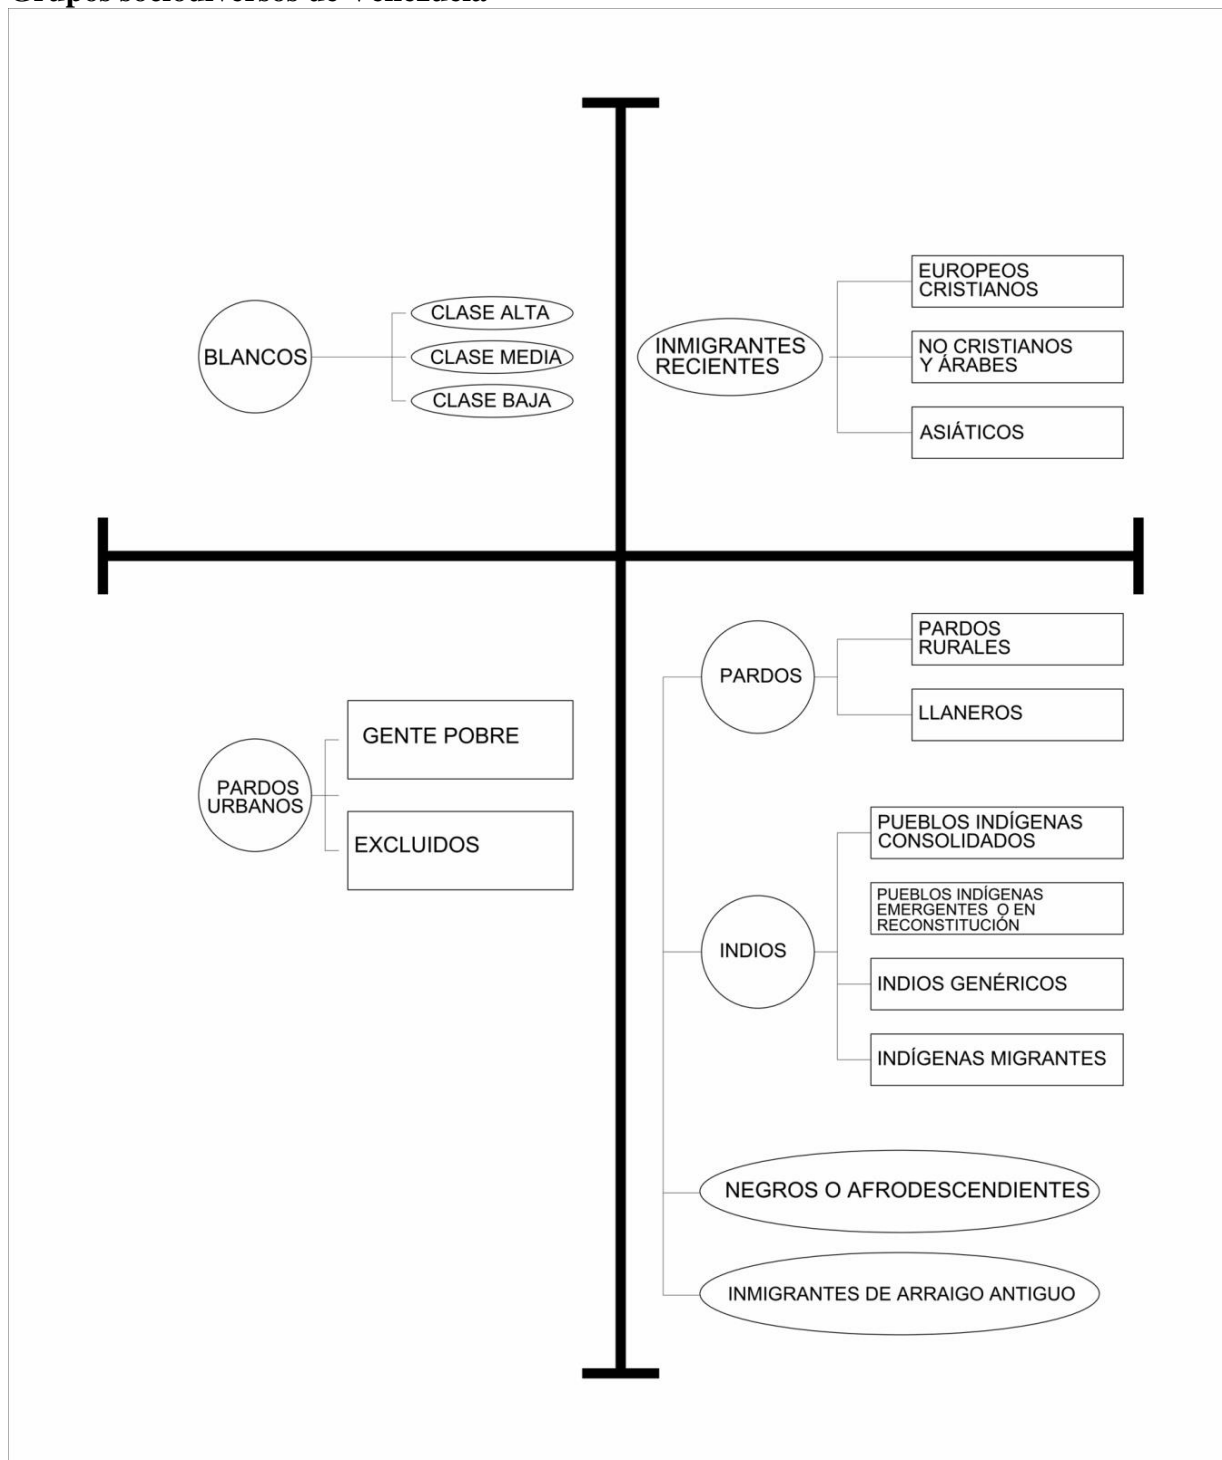 Grupos sociodiversos de Venezuela
BLANCOS
CLASE ALTA
CLASE MEDIA
CLASE BAJA
INMIGRANTES
RECIENTES
EUROPEOS
CRISTIANOS
NO CRISTIANOS
Y ÁRABES
ASIÁTICOS
PARDOS
URBANOS
GENTE POBRE
EXCLUIDOS
PARDOS
PARDOS
RURALES
LLANEROS
INDIOS
PUEBLOS INDÍGENAS
CONSOLIDADOS
PUEBLOS INDÍGENAS
EMERGENTES O EN
RECONSTITUCIÓN
INDIOS GENÉRICOS
INDÍGENAS MIGRANTES
NEGROS O AFRODESCENDIENTES
INMIGRANTES DE ARRAIGO ANTIGUO